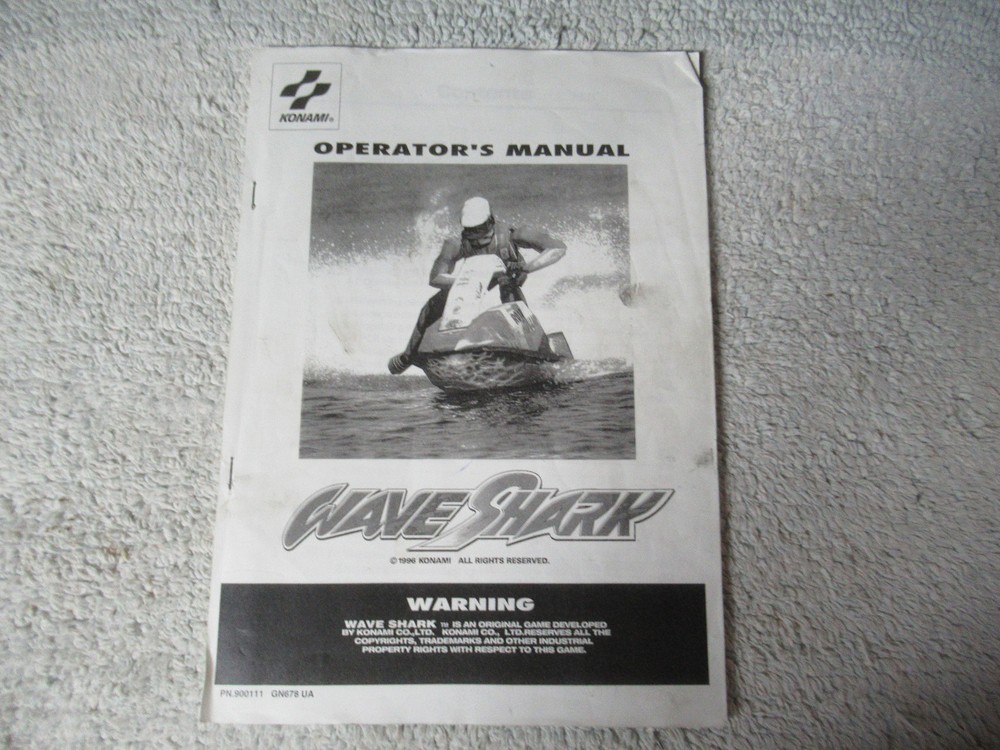 KONAMI®
OPERATOR'S MANUAL
WAVE SHARK
© 1996 KONAMI ALL RIGHTS RESERVED.
WARNING
WAVE SHARK TM IS AN ORIGINAL GAME DEVELOPED
BY KONAMI CO.,LTD. KONAMI CO., LTD.RESERVES ALL THE
COPYRIGHTS, TRADEMARKS AND OTHER INDUSTRIAL
PROPERTY RIGHTS WITH RESPECT TO THIS GAME.
PN.900111 GN678 UA